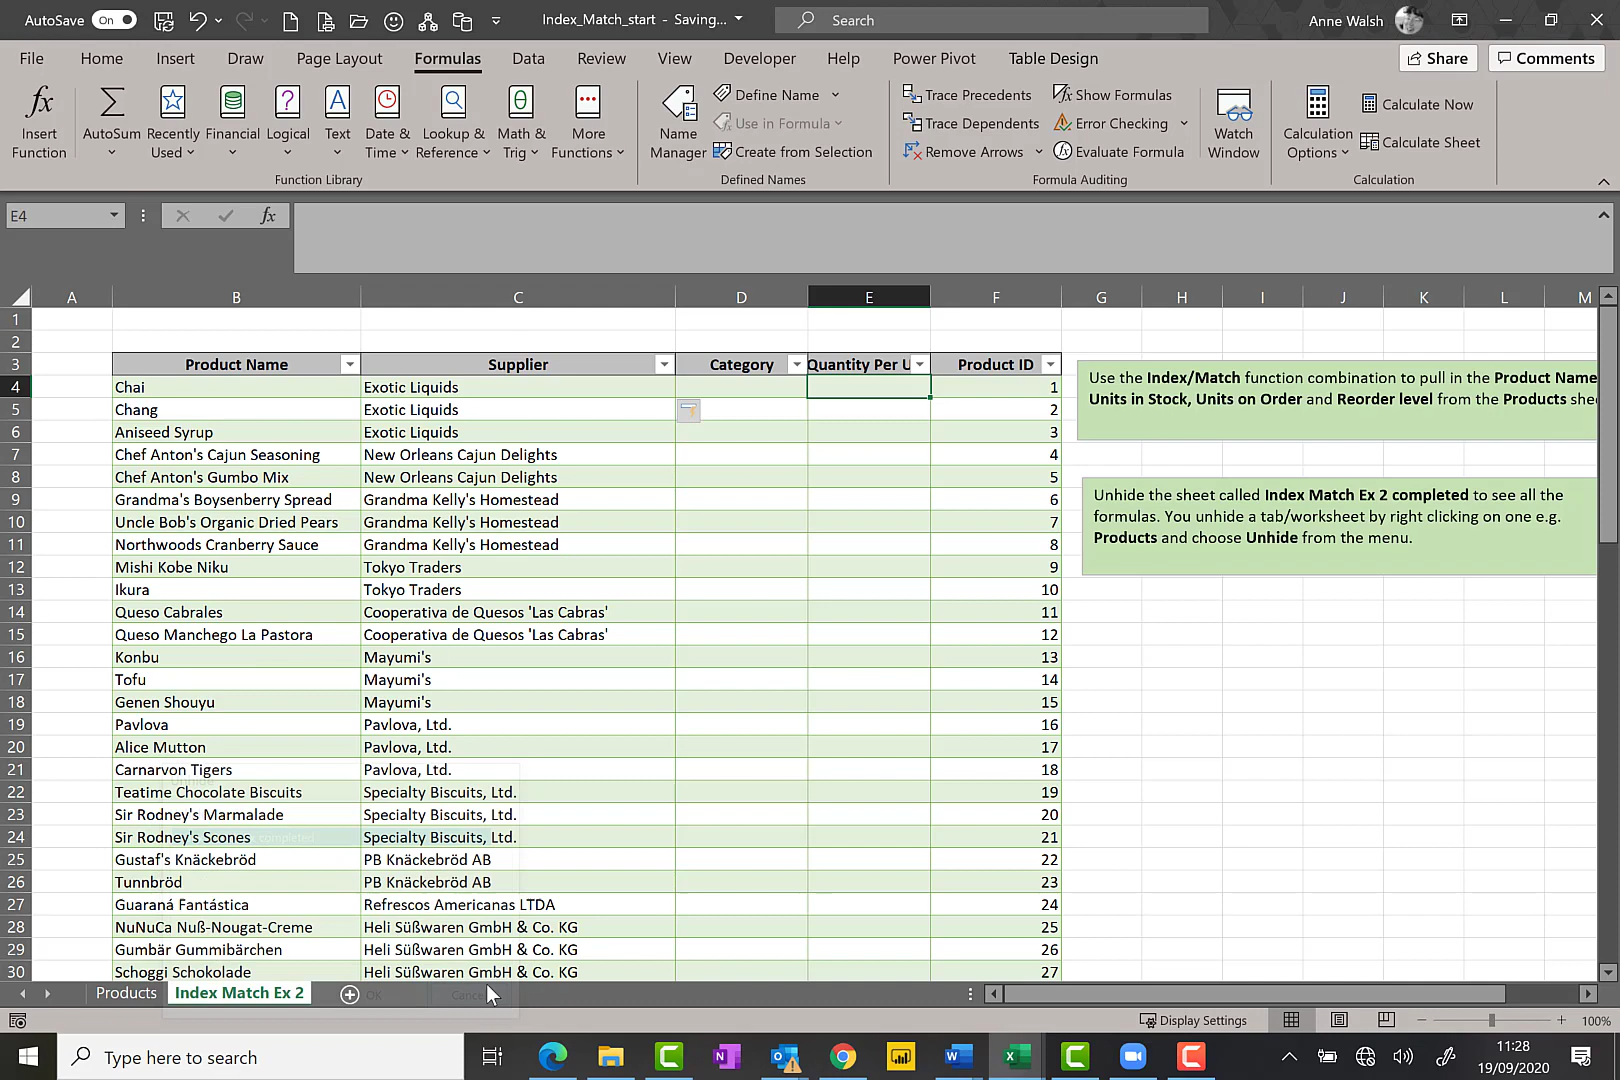 AutoSave On Index_Match_start - Saving... Search Anne Walsh
File Home Insert Draw Page Layout Formulas Data Review View Developer Help Power Pivot Table Design Share Comments
Insert Function
AutoSum
Recently Used
Financial
Logical
Text
Date & Time
Lookup & Reference
Math & Trig
More Functions
Function Library
Name Manager
Define Name
Use in Formula
Create from Selection
Defined Names
Trace Precedents
Trace Dependents
Remove Arrows
Show Formulas
Error Checking
Evaluate Formula
Formula Auditing
Watch Window
Calculation Options
Calculate Now
Calculate Sheet
Calculation
E4 fx
A B C D E F G H I J K L M
1
2
3 Product Name Supplier Category Quantity Per U Product ID
4 Chai Exotic Liquids 1
5 Chang Exotic Liquids 2
6 Aniseed Syrup Exotic Liquids 3
7 Chef Anton's Cajun Seasoning New Orleans Cajun Delights 4
8 Chef Anton's Gumbo Mix New Orleans Cajun Delights 5
9 Grandma's Boysenberry Spread Grandma Kelly's Homestead 6
10 Uncle Bob's Organic Dried Pears Grandma Kelly's Homestead 7
11 Northwoods Cranberry Sauce Grandma Kelly's Homestead 8
12 Mishi Kobe Niku Tokyo Traders 9
13 Ikura Tokyo Traders 10
14 Queso Cabrales Cooperativa de Quesos 'Las Cabras' 11
15 Queso Manchego La Pastora Cooperativa de Quesos 'Las Cabras' 12
16 Konbu Mayumi's 13
17 Tofu Mayumi's 14
18 Genen Shouyu Mayumi's 15
19 Pavlova Pavlova, Ltd. 16
20 Alice Mutton Pavlova, Ltd. 17
21 Carnarvon Tigers Pavlova, Ltd. 18
22 Teatime Chocolate Biscuits Specialty Biscuits, Ltd. 19
23 Sir Rodney's Marmalade Specialty Biscuits, Ltd. 20
24 Sir Rodney's Scones Specialty Biscuits, Ltd. 21
25 Gustaf's Knäckebröd PB Knäckebröd AB 22
26 Tunnbröd PB Knäckebröd AB 23
27 Guaraná Fantástica Refrescos Americanas LTDA 24
28 NuNuCa Nuß-Nougat-Creme Heli Süßwaren GmbH & Co. KG 25
29 Gumbär Gummibärchen Heli Süßwaren GmbH & Co. KG 26
30 Schoggi Schokolade Heli Süßwaren GmbH & Co. KG 27
Use the Index/Match function combination to pull in the Product Name
Units in Stock, Units on Order and Reorder level from the Products shee
Unhide the sheet called Index Match Ex 2 completed to see all the
formulas. You unhide a tab/worksheet by right clicking on one e.g.
Products and choose Unhide from the menu.
Products Index Match Ex 2 OK Cancel
Display Settings 100%
Type here to search
11:28
19/09/2020